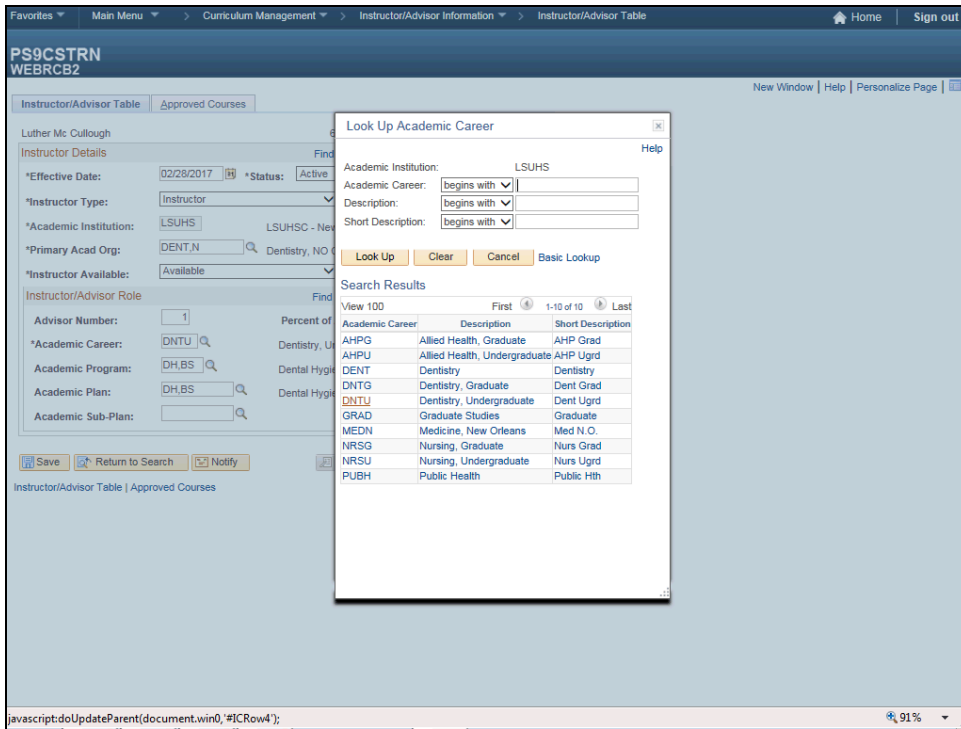 Favorites Main Menu > Curriculum Management > Instructor/Advisor Information > Instructor/Advisor Table Home Sign out
PS9CSTRN
WEBRCB2
New Window | Help | Personalize Page |
Instructor/Advisor Table Approved Courses
Luther Mc Cullough
Instructor Details Find
*Effective Date: 02/28/2017 *Status: Active
*Instructor Type: Instructor
*Academic Institution: LSUHS LSUHSC - New
*Primary Acad Org: DENT,N Dentistry, NO
*Instructor Available: Available
Instructor/Advisor Role Find
Advisor Number: 1 Percent of
*Academic Career: DNTU Dentistry, Un
Academic Program: DH,BS Dental Hygie
Academic Plan: DH,BS Dental Hygie
Academic Sub-Plan:
Save Return to Search Notify
Instructor/Advisor Table | Approved Courses
Look Up Academic Career
Help
Academic Institution: LSUHS
Academic Career: begins with
Description: begins with
Short Description: begins with
Look Up Clear Cancel Basic Lookup
Search Results
View 100 First 1-10 of 10 Last
Academic Career Description Short Description
AHPG Allied Health, Graduate AHP Grad
AHPU Allied Health, Undergraduate AHP Ugrd
DENT Dentistry Dentistry
DNTG Dentistry, Graduate Dent Grad
DNTU Dentistry, Undergraduate Dent Ugrd
GRAD Graduate Studies Graduate
MEDN Medicine, New Orleans Med N.O.
NRSG Nursing, Graduate Nurs Grad
NRSU Nursing, Undergraduate Nurs Ugrd
PUBH Public Health Public Hth
javascript:doUpdateParent(document.win0,'#ICRow4'); 91%